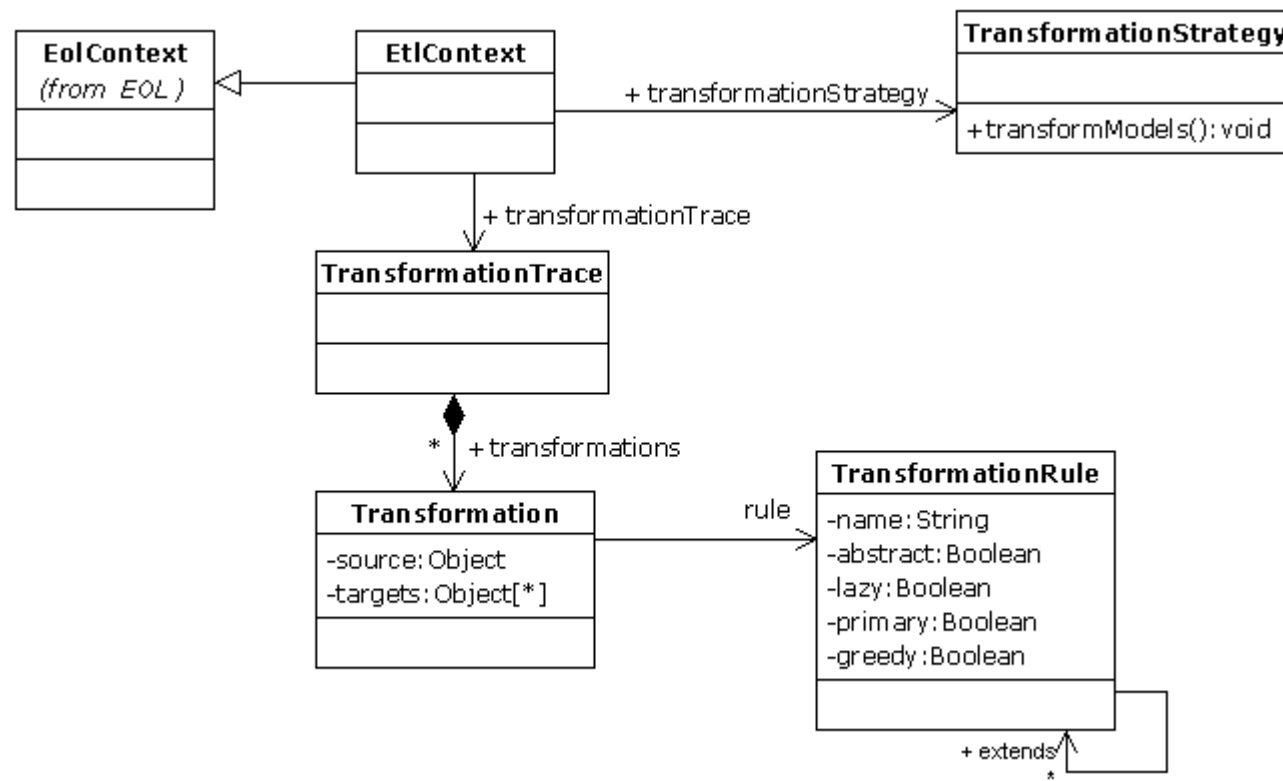 EolContext
(from EOL)
EtlContext
TransformationStrategy
+transformModels(): void
+ transformationStrategy
+ transformationTrace
TransformationTrace
* + transformations
Transformation
-source: Object
-targets: Object[*]
rule
TransformationRule
-name: String
-abstract: Boolean
-lazy: Boolean
-primary: Boolean
-greedy: Boolean
+ extends
*